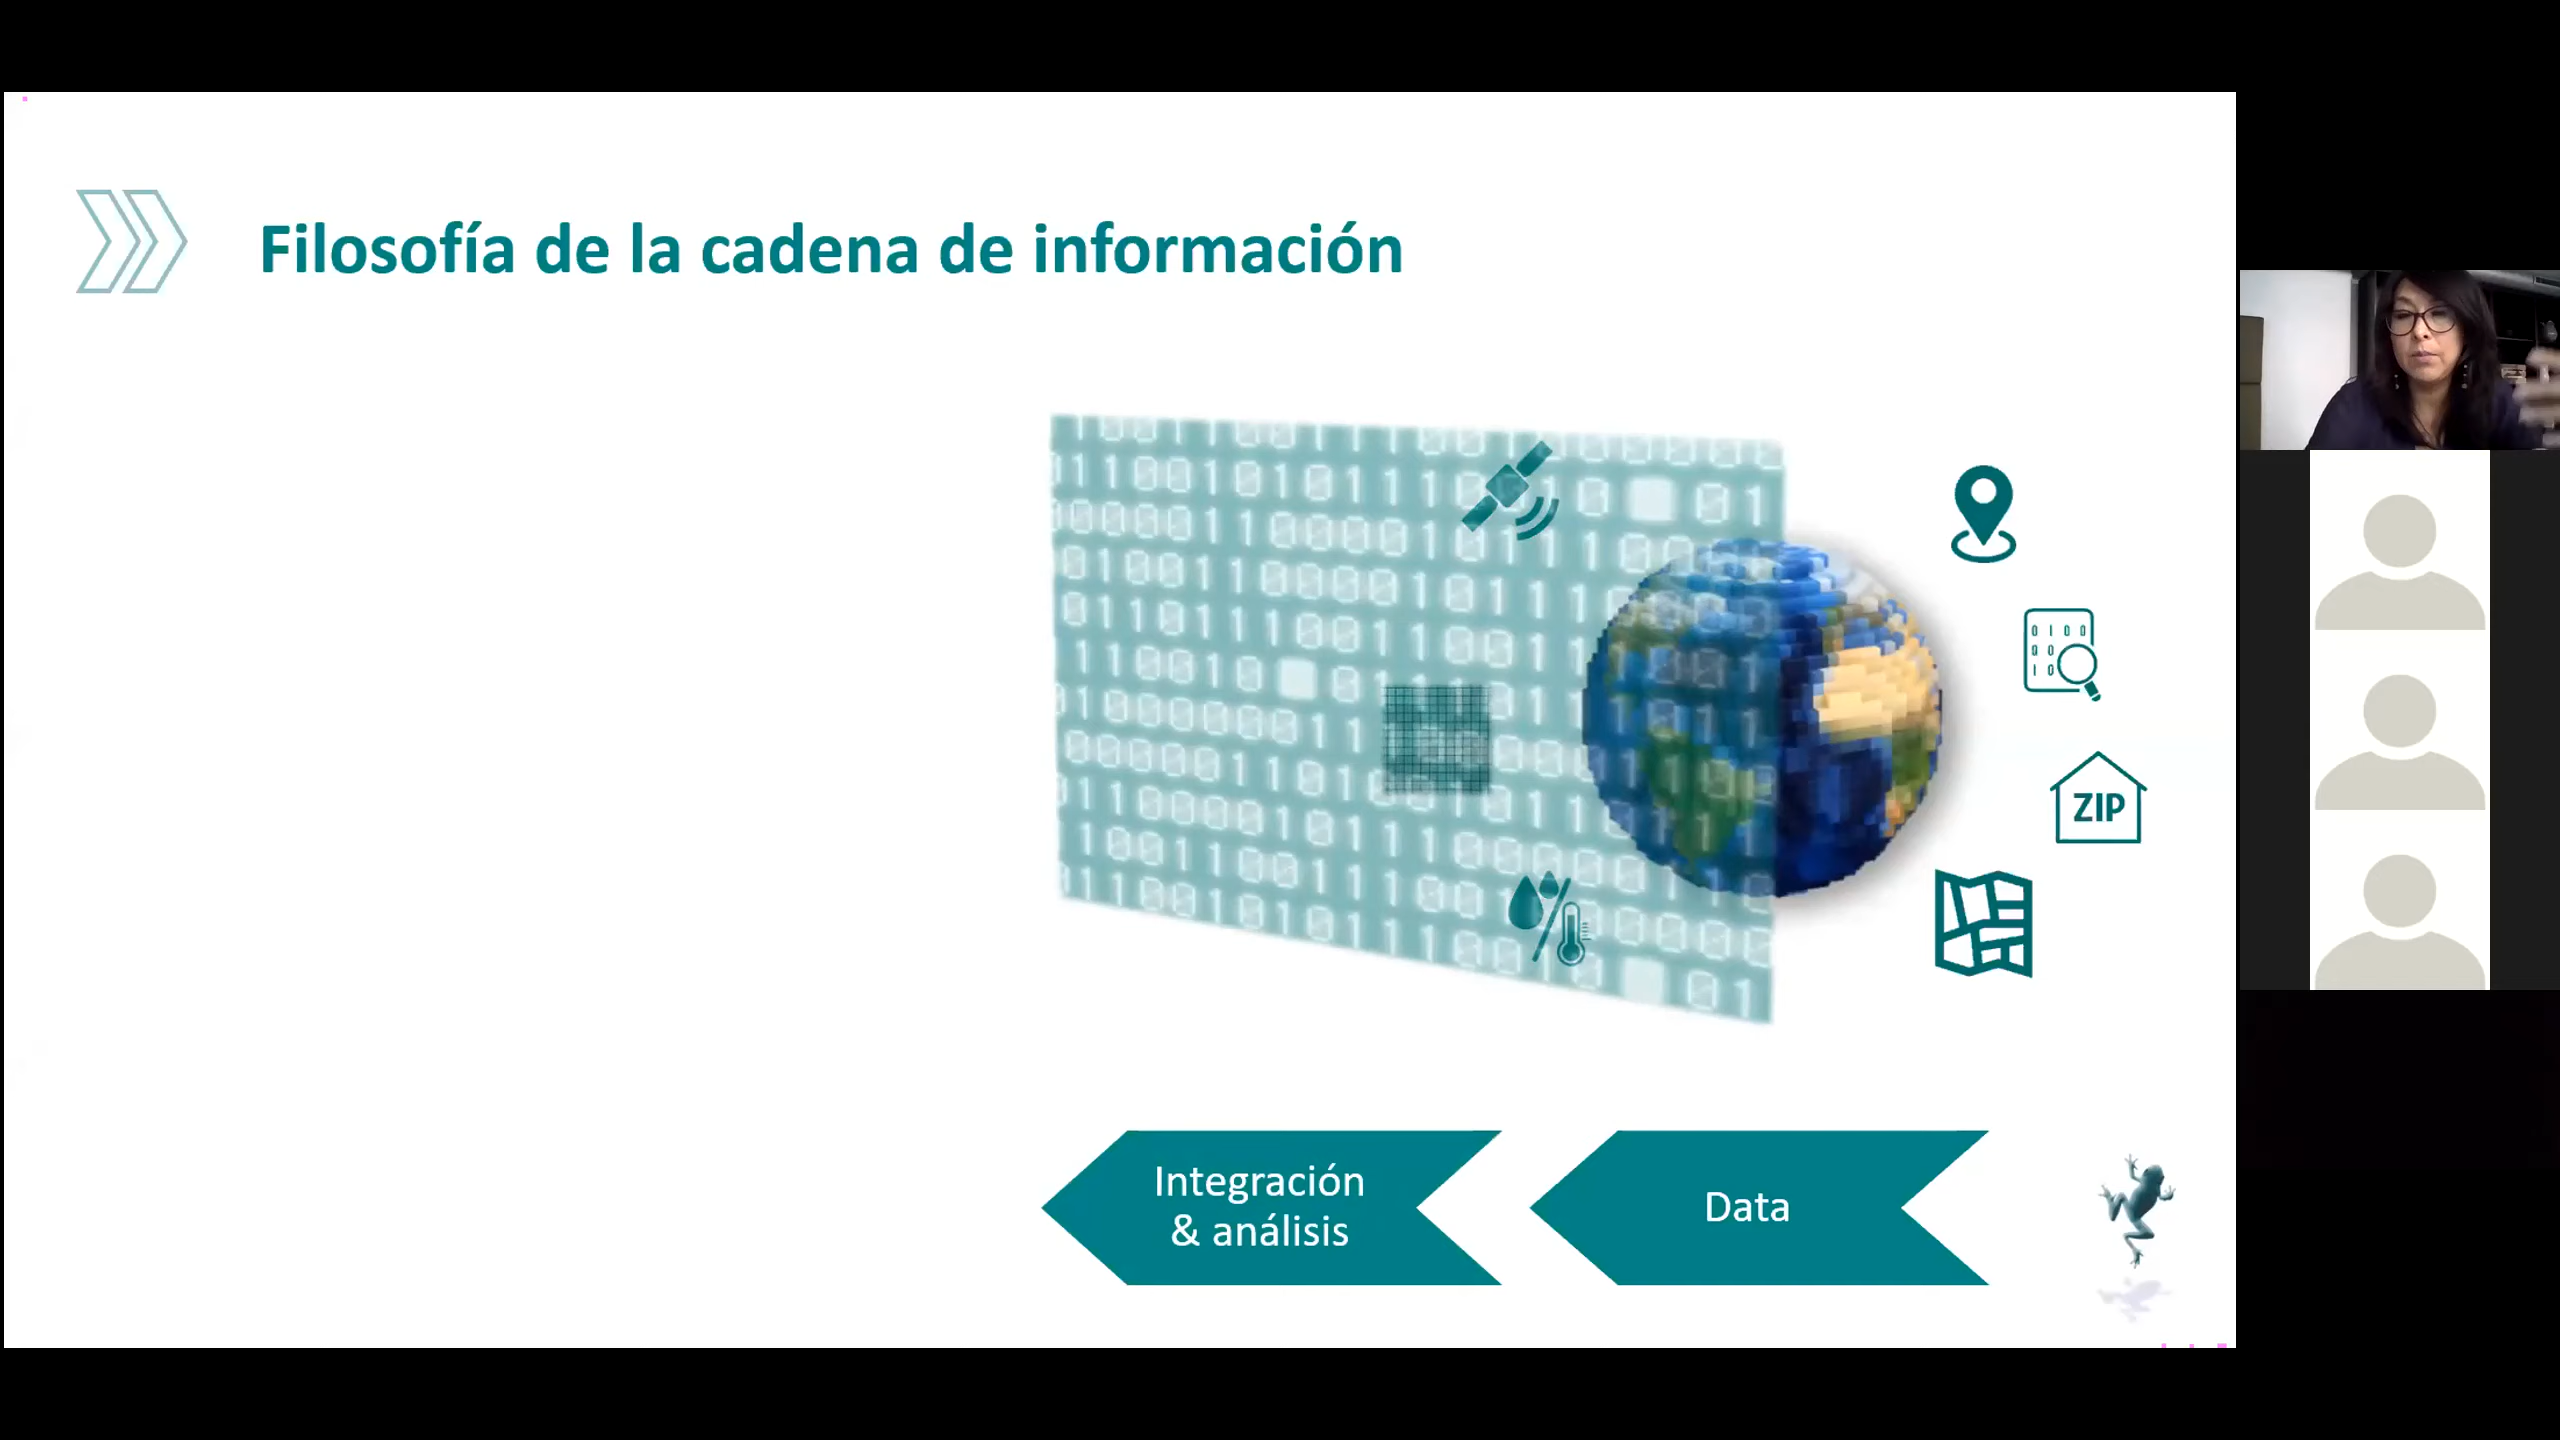 Filosofía de la cadena de información
ZIP
Integración
& análisis
Data